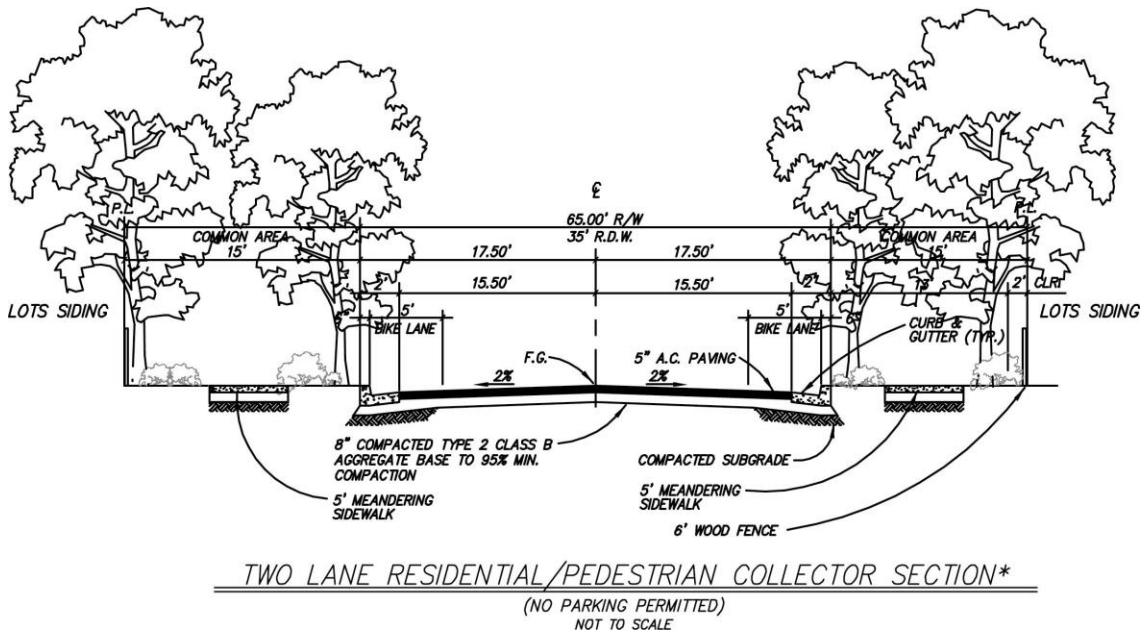 ℄
P.L.
65.00' R/W
P.L.
COMMON AREA
35' R.D.W.
COMMON AREA
15'
17.50'
17.50'
15'
2'
15.50'
15.50'
2'
13'
2' CLR
LOTS SIDING
LOTS SIDING
5'
5'
BIKE LANE
BIKE LANE
CURB &
GUTTER (TYP.)
F.G.
5" A.C. PAVING
2%
2%
8" COMPACTED TYPE 2 CLASS B
AGGREGATE BASE TO 95% MIN.
COMPACTION
COMPACTED SUBGRADE
5' MEANDERING
SIDEWALK
5' MEANDERING
SIDEWALK
6' WOOD FENCE
TWO LANE RESIDENTIAL/PEDESTRIAN COLLECTOR SECTION*
(NO PARKING PERMITTED)
NOT TO SCALE